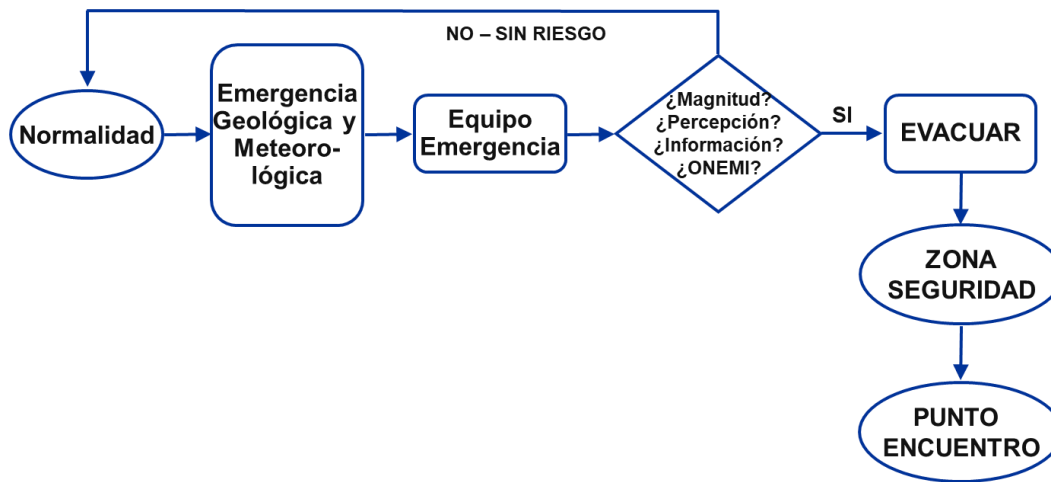 NO – SIN RIESGO
Normalidad
Emergencia
Geológica y
Meteoro-
lógica
Equipo
Emergencia
¿Magnitud?
¿Percepción?
¿Información?
¿ONEMI?
SI
EVACUAR
ZONA
SEGURIDAD
PUNTO
ENCUENTRO